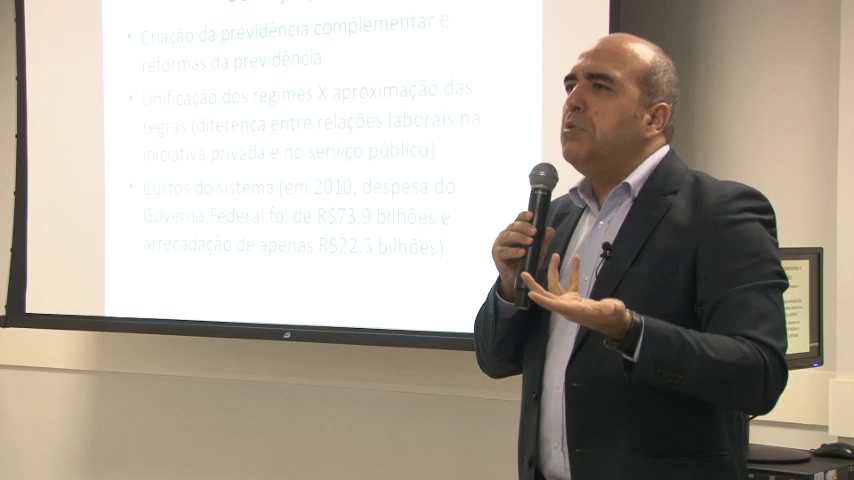 • Criação da previdência complementar e
reformas da previdência
• Unificação dos regimes X aproximação das
regras (diferença entre relações laborais na
iniciativa privada e no serviço público)
• Custos do sistema (em 2010, despesa do
Governo Federal foi de R$73,9 bilhões e
arrecadação de apenas R$22,5 bilhões)